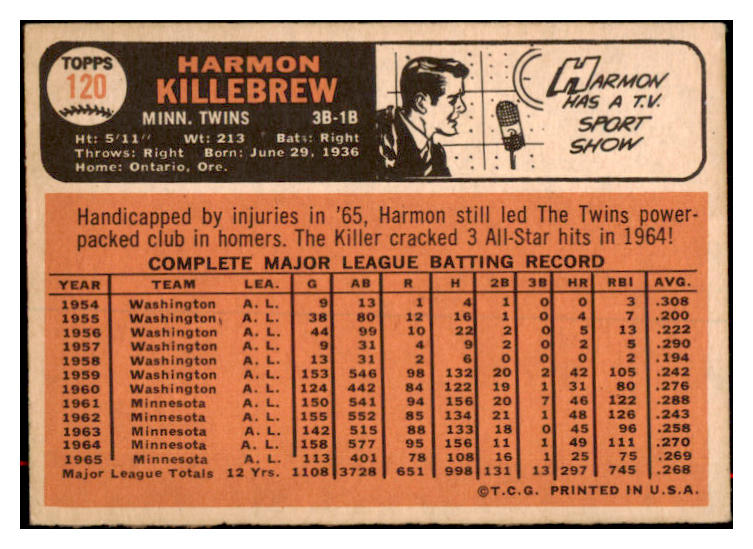 TOPPS
120
HARMON
KILLEBREW
MINN. TWINS 3B-1B
Ht: 5'11" Wt: 213 Bats: Right
Throws: Right Born: June 29, 1936
Home: Ontario, Ore.
HARMON
HAS A T.V.
SPORT
SHOW
Handicapped by injuries in '65, Harmon still led The Twins power-
packed club in homers. The Killer cracked 3 All-Star hits in 1964!
COMPLETE MAJOR LEAGUE BATTING RECORD
YEAR TEAM LEA. G AB R H 2B 3B HR RBI AVG.
1954 Washington A. L. 9 13 1 4 1 0 0 3 .308
1955 Washington A. L. 38 80 12 16 1 0 4 7 .200
1956 Washington A. L. 44 99 10 22 2 0 5 13 .222
1957 Washington A. L. 9 31 4 9 2 0 2 5 .290
1958 Washington A. L. 13 31 2 6 0 0 0 2 .194
1959 Washington A. L. 153 546 98 132 20 2 42 105 .242
1960 Washington A. L. 124 442 84 122 19 1 31 80 .276
1961 Minnesota A. L. 150 541 94 156 20 7 46 122 .288
1962 Minnesota A. L. 155 552 85 134 21 1 48 126 .243
1963 Minnesota A. L. 142 515 88 133 18 0 45 96 .258
1964 Minnesota A. L. 158 577 95 156 11 1 49 111 .270
1965 Minnesota A. L. 113 401 78 108 16 1 25 75 .269
Major League Totals 12 Yrs. 1108 3728 651 998 131 13 297 745 .268
©T.C.G. PRINTED IN U.S.A.